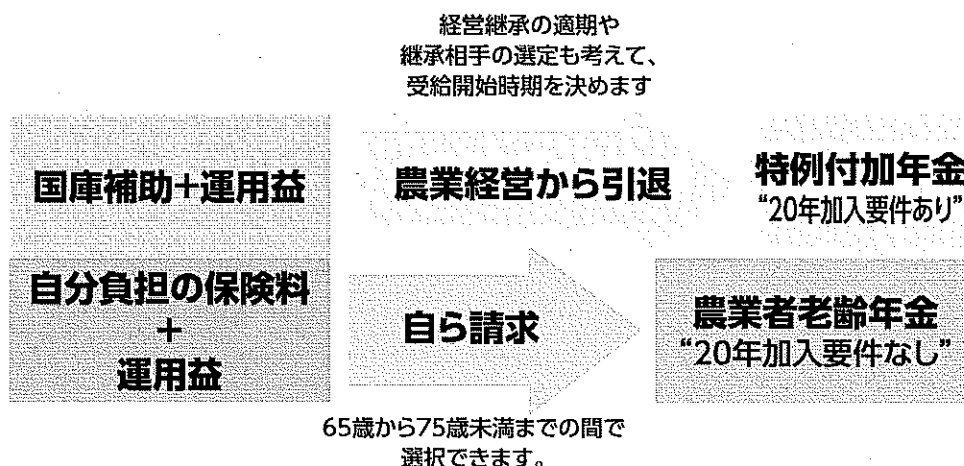 経営継承の適期や
継承相手の選定も考えて、
受給開始時期を決めます
国庫補助+運用益
農業経営から引退
特例付加年金
“20年加入要件あり”
自分負担の保険料
+
運用益
自ら請求
農業者老齢年金
“20年加入要件なし”
65歳から75歳未満までの間で
選択できます。